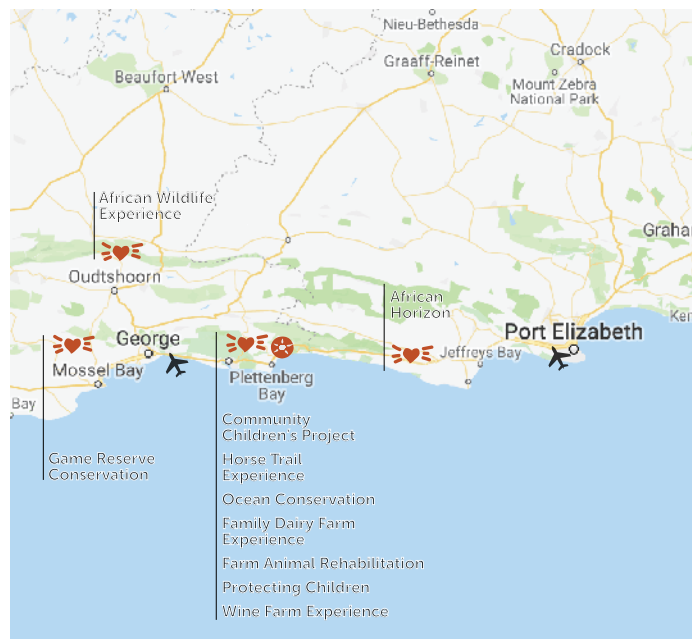 Nieu-Bethesda
Cradock
Graaff-Reinet
Beaufort West
Mount Zebra
National Park
African Wildlife
Experience
Graha
Oudtshoorn
African
Horizon
Ken
Port Elizabeth
George
Jeffreys Bay
Mossel Bay
Plettenberg
Bay
Bay
Community
Children's Project
Game Reserve
Conservation
Horse Trail
Experience
Ocean Conservation
Family Dairy Farm
Experience
Farm Animal Rehabilitation
Protecting Children
Wine Farm Experience